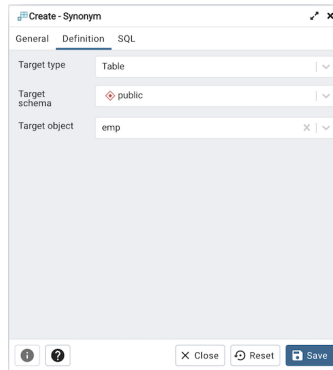 Create - Synonym
General Definition SQL
Target type Table
Target schema public
Target object emp
Close Reset Save